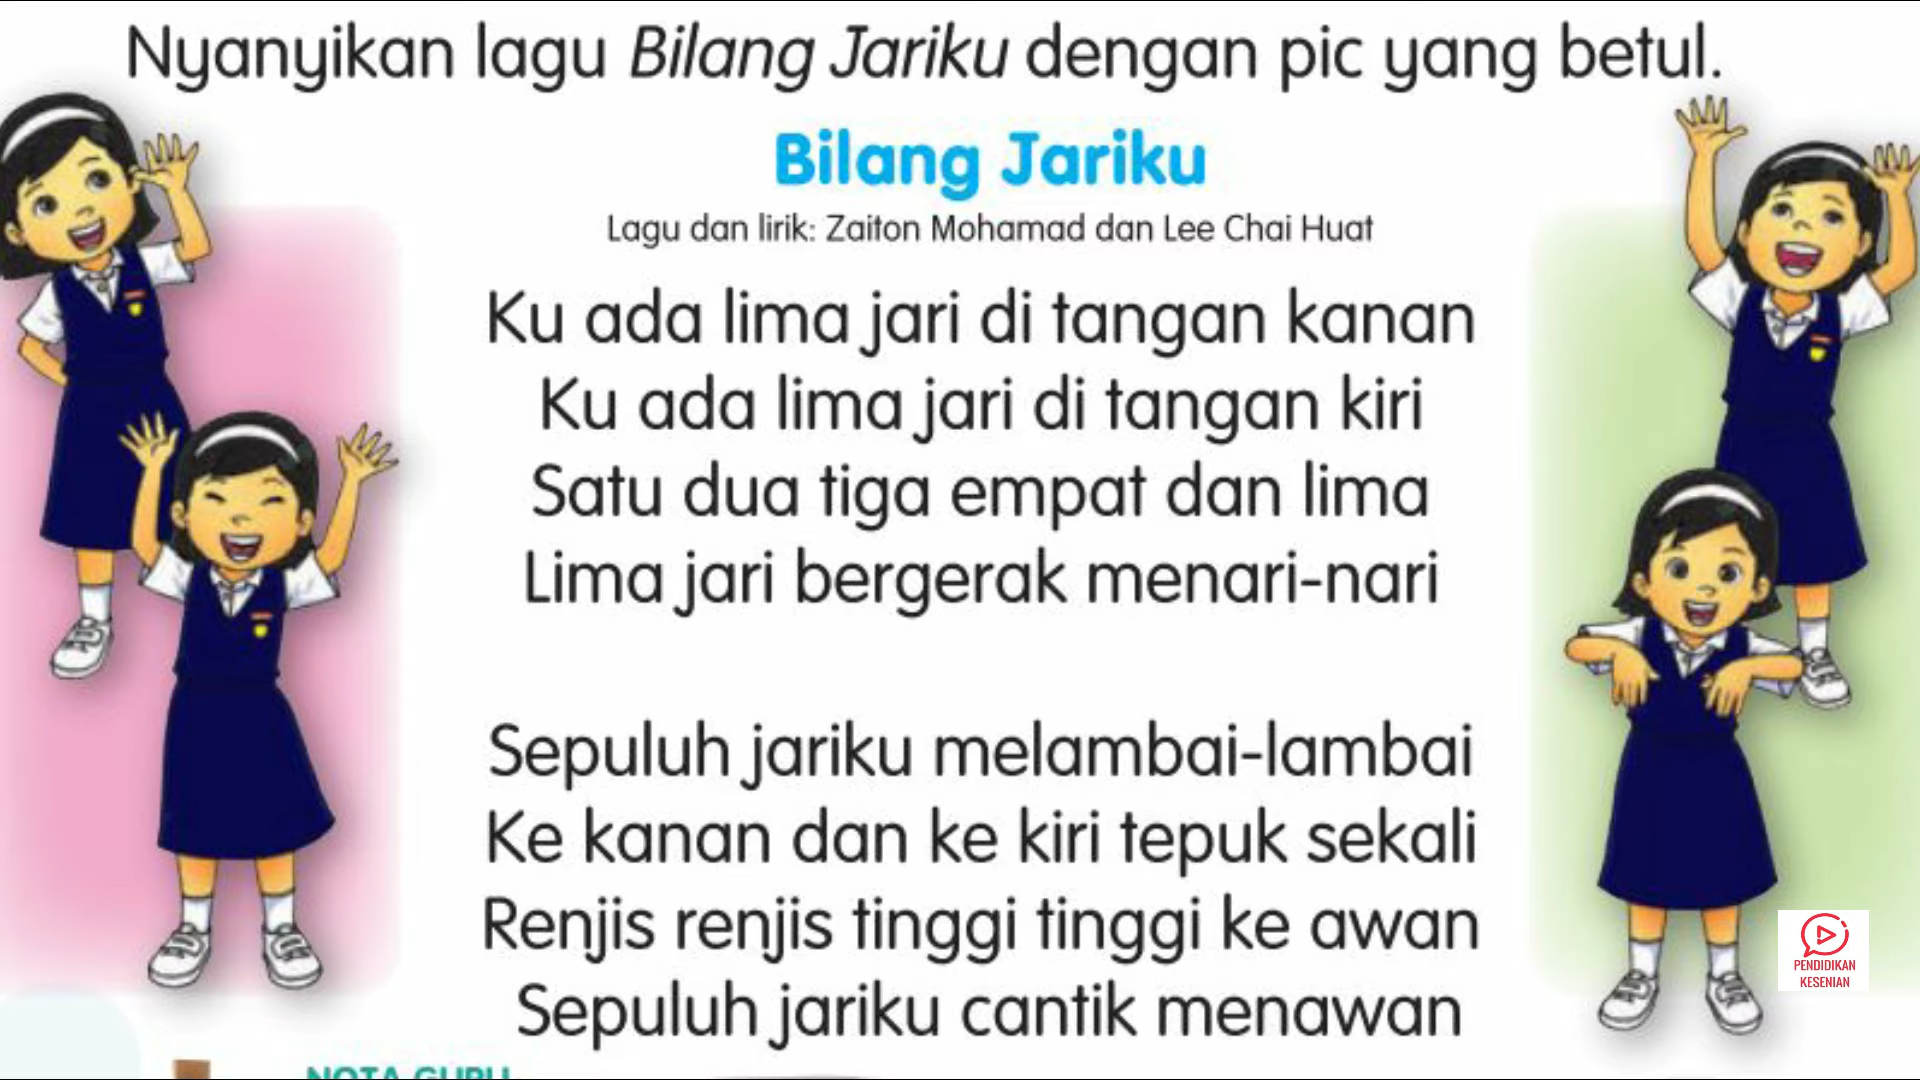 Nyanyikan lagu Bilang Jariku dengan pic yang betul.
Bilang Jariku
Lagu dan lirik: Zaiton Mohamad dan Lee Chai Huat
Ku ada lima jari di tangan kanan
Ku ada lima jari di tangan kiri
Satu dua tiga empat dan lima
Lima jari bergerak menari-nari
Sepuluh jariku melambai-lambai
Ke kanan dan ke kiri tepuk sekali
Renjis renjis tinggi tinggi ke awan
Sepuluh jariku cantik menawan
PENDIDIKAN
KESENIAN
NOTA GURU